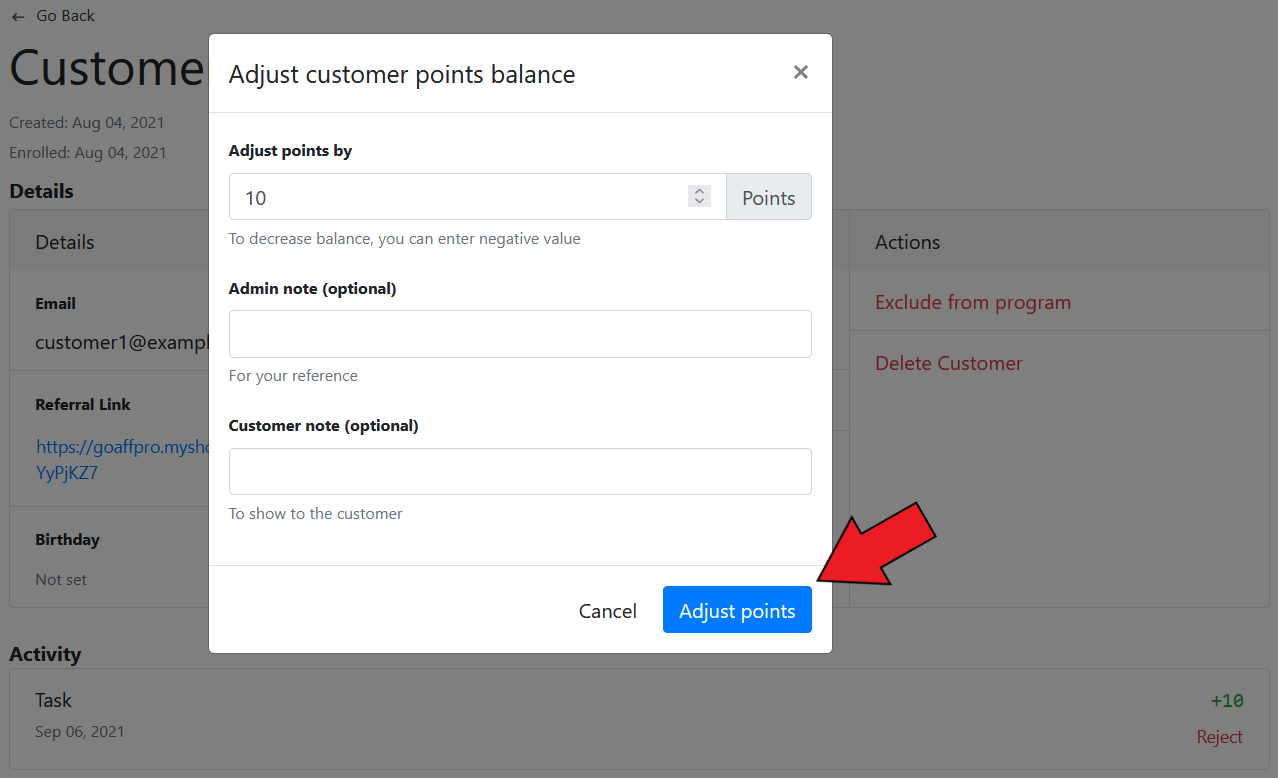 ← Go Back
Custome
Created: Aug 04, 2021
Enrolled: Aug 04, 2021
Details
Details
Email
customer1@exampl
Referral Link
https://goaffpro.mysho
YyPjKZ7
Birthday
Not set
Adjust customer points balance
×
Adjust points by
10 Points
To decrease balance, you can enter negative value
Admin note (optional)
For your reference
Customer note (optional)
To show to the customer
Cancel Adjust points
Actions
Exclude from program
Delete Customer
Activity
Task +10
Sep 06, 2021 Reject